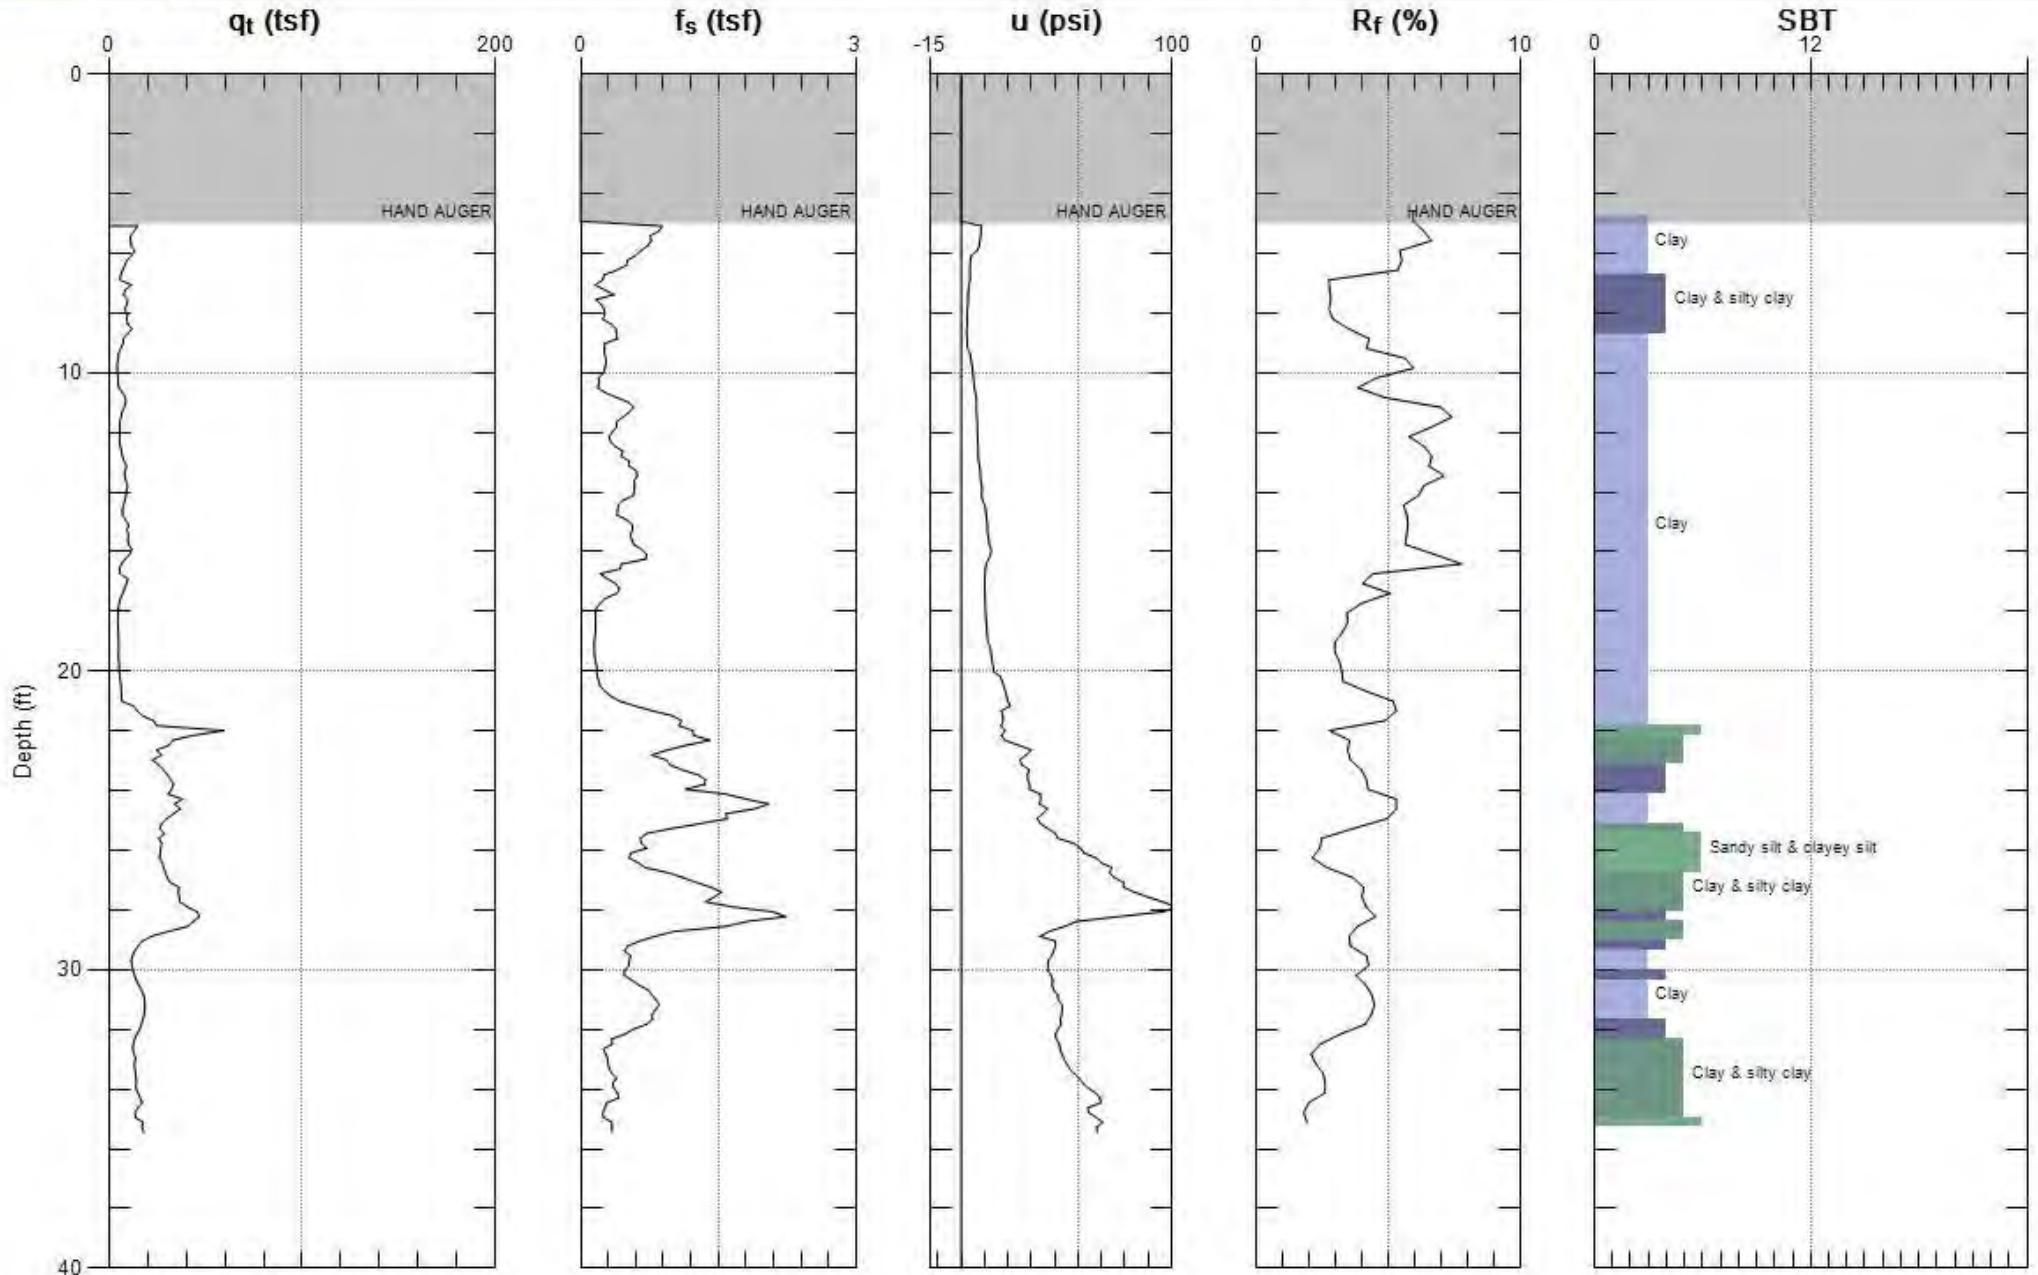 qt (tsf)
fs (tsf)
u (psi)
Rf (%)
SBT
0
200
0
3
-15
100
0
10
0
12
0
HAND AUGER
HAND AUGER
HAND AUGER
HAND AUGER
Clay
Clay & silty clay
10
Clay
20
Depth (ft)
Sandy silt & clayey silt
Clay & silty clay
30
Clay
Clay & silty clay
40